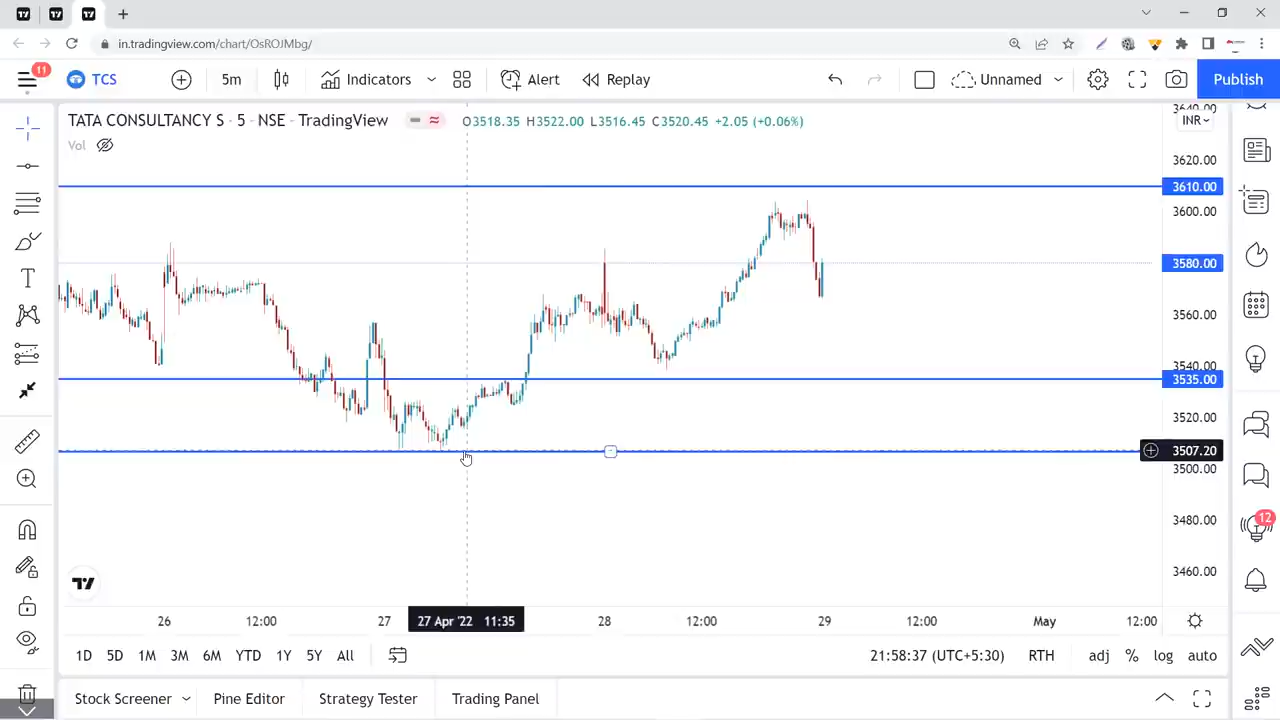 in.tradingview.com/chart/OsROJMbg/
11
TCS
5m
Indicators
Alert
Replay
Unnamed
Publish
TATA CONSULTANCY S · 5 · NSE · TradingView
O3518.35 H3522.00 L3516.45 C3520.45 +2.05 (+0.06%)
Vol
3640.00
INR
3620.00
3610.00
3600.00
3580.00
3560.00
3540.00
3535.00
3520.00
3507.20
3500.00
3480.00
3460.00
12
26
12:00
27
27 Apr '22 11:35
28
12:00
29
12:00
May
12:00
1D 5D 1M 3M 6M YTD 1Y 5Y All
21:58:37 (UTC+5:30)
RTH
adj % log auto
Stock Screener
Pine Editor
Strategy Tester
Trading Panel